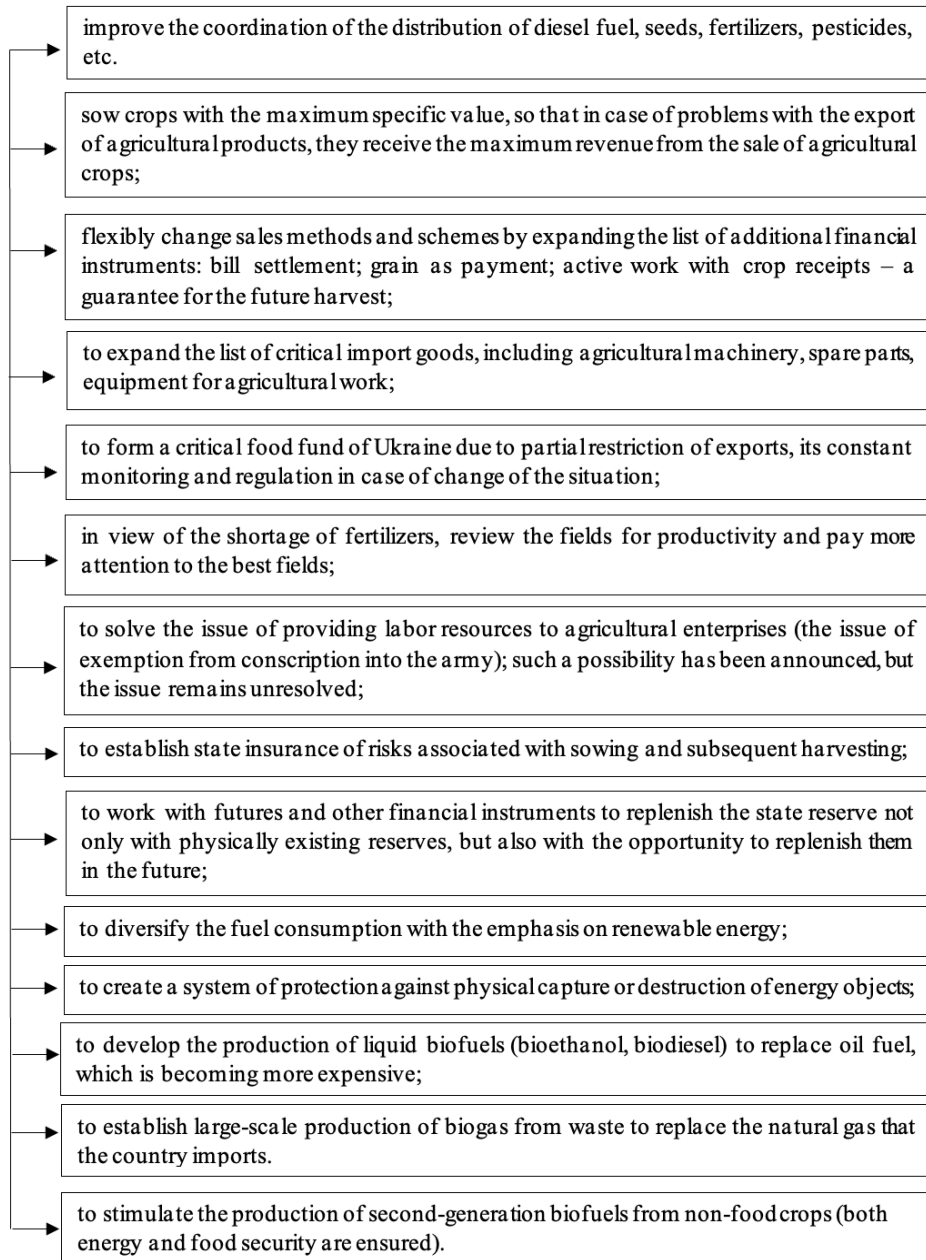 improve the coordination of the distribution of diesel fuel, seeds, fertilizers, pesticides,
etc.
sow crops with the maximum specific value, so that in case of problems with the export
of agricultural products, they receive the maximum revenue from the sale of agricultural
crops;
flexibly change sales methods and schemes by expanding the list of additional financial
instruments: bill settlement; grain as payment; active work with crop receipts – a
guarantee for the future harvest;
to expand the list of critical import goods, including agricultural machinery, spare parts,
equipment for agricultural work;
to form a critical food fund of Ukraine due to partial restriction of exports, its constant
monitoring and regulation in case of change of the situation;
in view of the shortage of fertilizers, review the fields for productivity and pay more
attention to the best fields;
to solve the issue of providing labor resources to agricultural enterprises (the issue of
exemption from conscription into the army); such a possibility has been announced, but
the issue remains unresolved;
to establish state insurance of risks associated with sowing and subsequent harvesting;
to work with futures and other financial instruments to replenish the state reserve not
only with physically existing reserves, but also with the opportunity to replenish them
in the future;
to diversify the fuel consumption with the emphasis on renewable energy;
to create a system of protection against physical capture or destruction of energy objects;
to develop the production of liquid biofuels (bioethanol, biodiesel) to replace oil fuel,
which is becoming more expensive;
to establish large-scale production of biogas from waste to replace the natural gas that
the country imports.
to stimulate the production of second-generation biofuels from non-food crops (both
energy and food security are ensured).